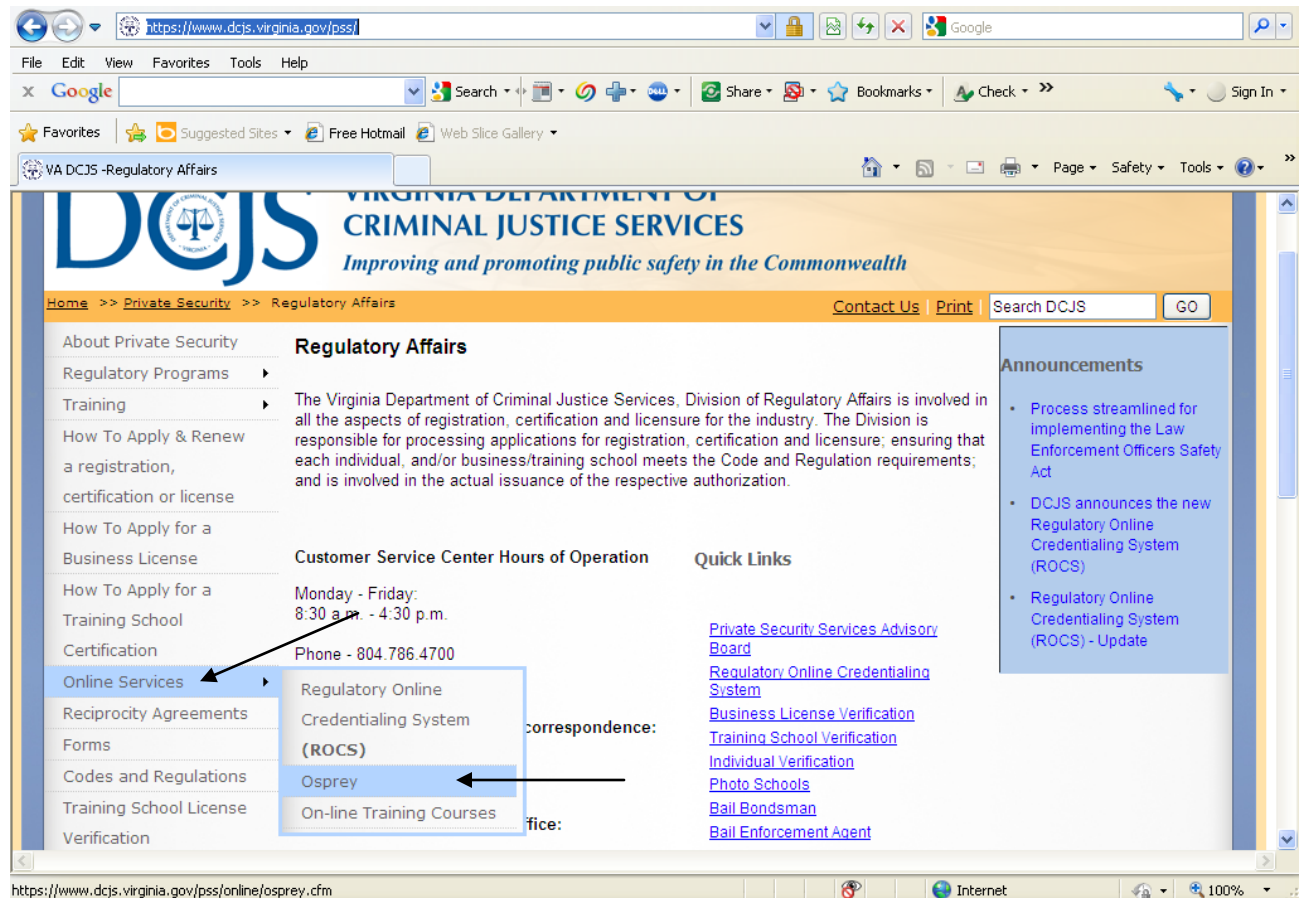 https://www.dcjs.virginia.gov/pss/
Google
File Edit View Favorites Tools Help
x Google Search Share Bookmarks Check >> Sign In
Favorites Suggested Sites Free Hotmail Web Slice Gallery
VA DCJS -Regulatory Affairs
Page Safety Tools >>
DCJS
VIRGINIA DEPARTMENT OF
CRIMINAL JUSTICE SERVICES
Improving and promoting public safety in the Commonwealth
Home >> Private Security >> Regulatory Affairs
Contact Us | Print | Search DCJS GO
About Private Security
Regulatory Programs
Training
How To Apply & Renew
a registration,
certification or license
How To Apply for a
Business License
How To Apply for a
Training School
Certification
Online Services
Reciprocity Agreements
Forms
Codes and Regulations
Training School License
Verification
Regulatory Online
Credentialing System
(ROCS)
Osprey
On-line Training Courses
Regulatory Affairs
The Virginia Department of Criminal Justice Services, Division of Regulatory Affairs is involved in
all the aspects of registration, certification and licensure for the industry. The Division is
responsible for processing applications for registration, certification and licensure; ensuring that
each individual, and/or business/training school meets the Code and Regulation requirements;
and is involved in the actual issuance of the respective authorization.
Customer Service Center Hours of Operation
Monday - Friday:
8:30 a.m. - 4:30 p.m.
Phone - 804.786.4700
correspondence:
fice:
Quick Links
Private Security Services Advisory
Board
Regulatory Online Credentialing
System
Business License Verification
Training School Verification
Individual Verification
Photo Schools
Bail Bondsman
Bail Enforcement Agent
Announcements
• Process streamlined for
implementing the Law
Enforcement Officers Safety
Act
• DCJS announces the new
Regulatory Online
Credentialing System
(ROCS)
• Regulatory Online
Credentialing System
(ROCS) - Update
https://www.dcjs.virginia.gov/pss/online/osprey.cfm
Internet
100%